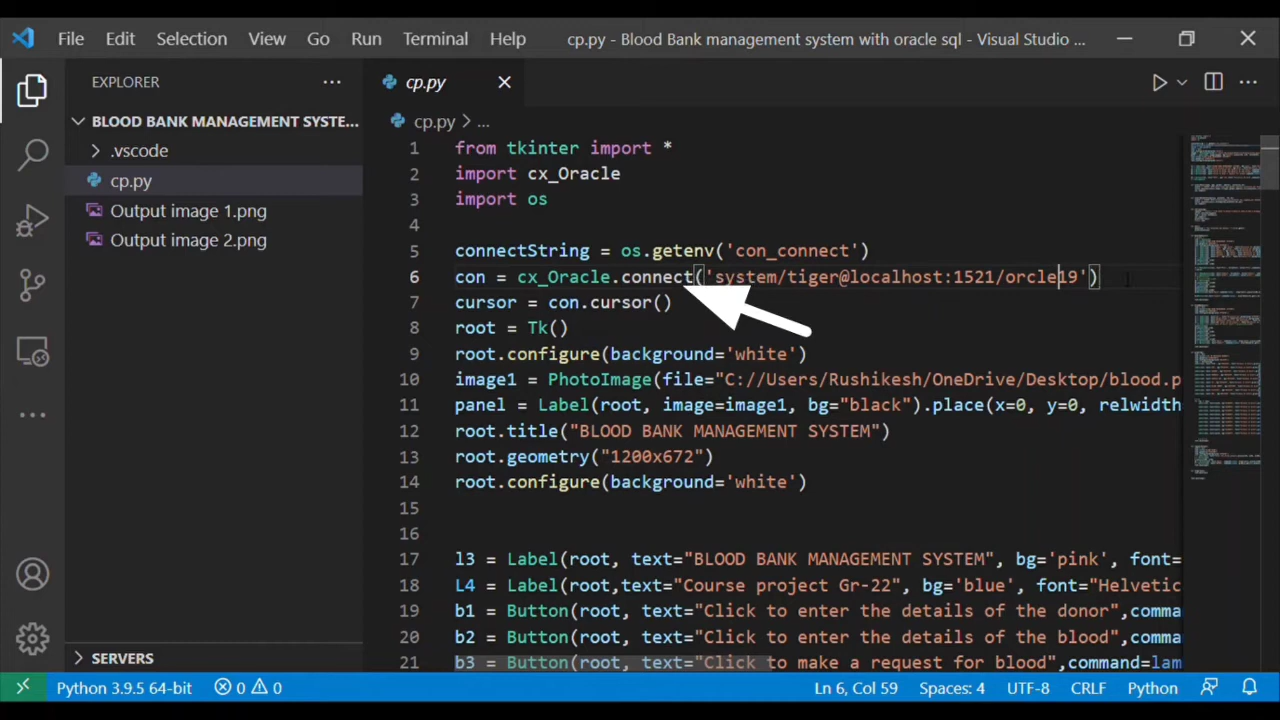 File Edit Selection View Go Run Terminal Help cp.py - Blood Bank management system with oracle sql - Visual Studio ...
EXPLORER
BLOOD BANK MANAGEMENT SYSTE...
.vscode
cp.py
Output image 1.png
Output image 2.png
SERVERS
cp.py
cp.py > ...
1 from tkinter import *
2 import cx_Oracle
3 import os
4
5 connectString = os.getenv('con_connect')
6 con = cx_Oracle.connect('system/tiger@localhost:1521/orcle19')
7 cursor = con.cursor()
8 root = Tk()
9 root.configure(background='white')
10 image1 = PhotoImage(file="C://Users/Rushikesh/OneDrive/Desktop/blood.p
11 panel = Label(root, image=image1, bg="black").place(x=0, y=0, relwidth
12 root.title("BLOOD BANK MANAGEMENT SYSTEM")
13 root.geometry("1200x672")
14 root.configure(background='white')
15
16
17 l3 = Label(root, text="BLOOD BANK MANAGEMENT SYSTEM", bg='pink', font=
18 L4 = Label(root,text="Course project Gr-22", bg='blue', font="Helvetic
19 b1 = Button(root, text="Click to enter the details of the donor",comma
20 b2 = Button(root, text="Click to enter the details of the blood",comma
21 b3 = Button(root, text="Click to make a request for blood",command=lam
Python 3.9.5 64-bit 0 0 Ln 6, Col 59 Spaces: 4 UTF-8 CRLF Python